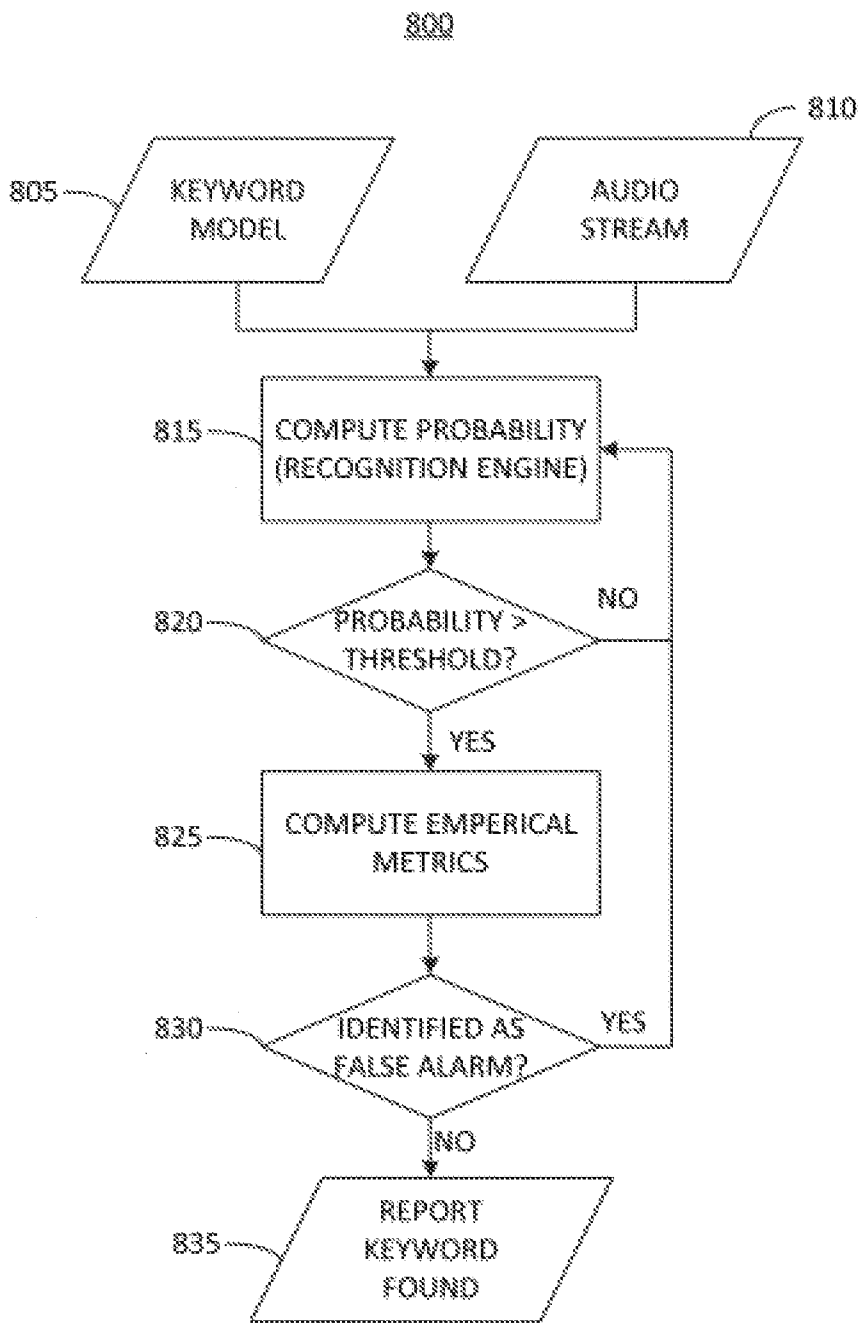 800
810
805
KEYWORD
MODEL
AUDIO
STREAM
815
COMPUTE PROBABILITY
(RECOGNITION ENGINE)
820
PROBABILITY >
THRESHOLD?
NO
YES
825
COMPUTE EMPERICAL
METRICS
830
IDENTIFIED AS
FALSE ALARM?
YES
NO
835
REPORT
KEYWORD
FOUND